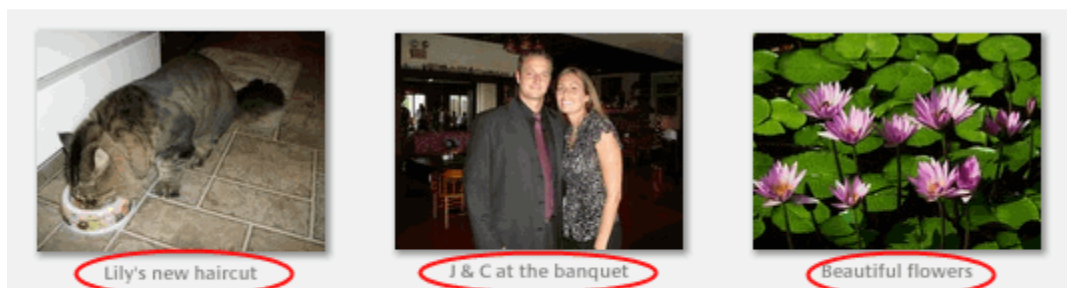 Lily's new haircut
J & C at the banquet
Beautiful flowers